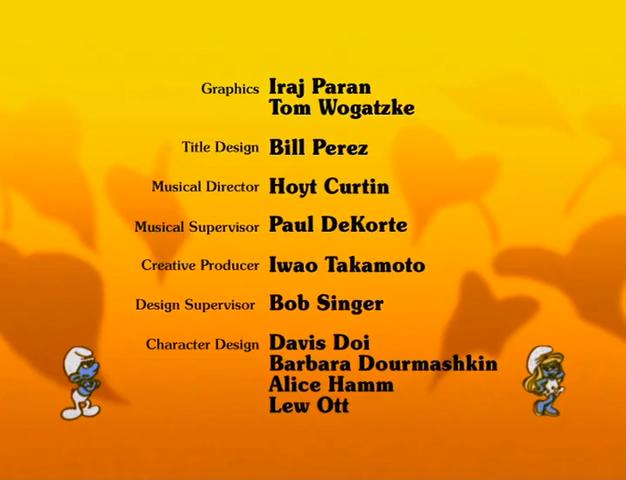 Graphics Iraj Paran
Tom Wogatzke
Title Design Bill Perez
Musical Director Hoyt Curtin
Musical Supervisor Paul DeKorte
Creative Producer Iwao Takamoto
Design Supervisor Bob Singer
Character Design Davis Doi
Barbara Dourmashkin
Alice Hamm
Lew Ott